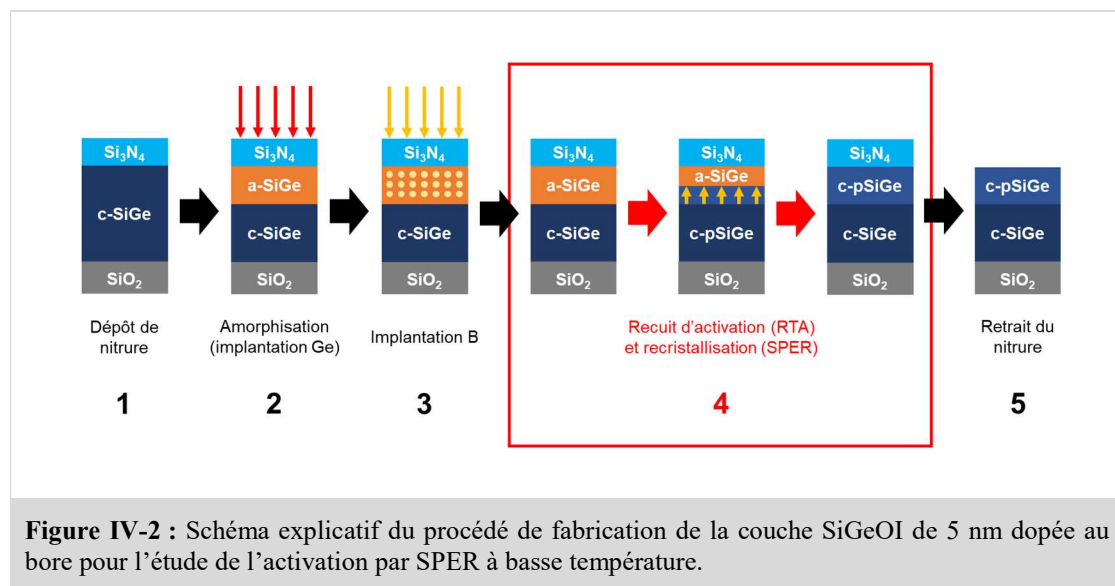 Si₃N₄
c-SiGe
SiO₂
Si₃N₄
a-SiGe
c-SiGe
SiO₂
Si₃N₄
c-SiGe
SiO₂
Si₃N₄
a-SiGe
c-SiGe
SiO₂
Si₃N₄
a-SiGe
c-pSiGe
SiO₂
Si₃N₄
c-pSiGe
c-SiGe
SiO₂
c-pSiGe
c-SiGe
SiO₂
Dépôt de
nitrure
1
Amorphisation
(implantation Ge)
2
Implantation B
3
Recuit d'activation (RTA)
et recristallisation (SPER)
4
Retrait du
nitrure
5
Figure IV-2 : Schéma explicatif du procédé de fabrication de la couche SiGeOI de 5 nm dopée au
bore pour l'étude de l'activation par SPER à basse température.